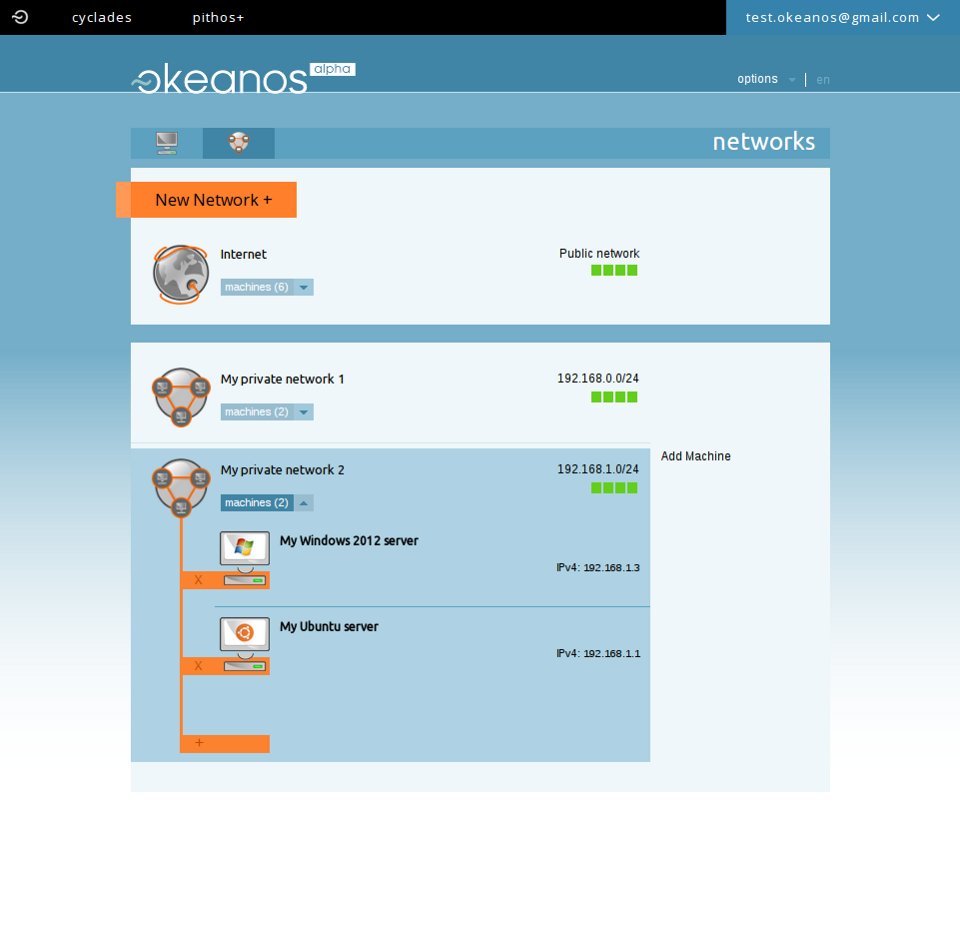 cyclades pithos+ test.okeanos@gmail.com
~okeanos alpha
options | en
networks
New Network +
Internet Public network
machines (6)
My private network 1 192.168.0.0/24
machines (2)
Add Machine
My private network 2 192.168.1.0/24
machines (2)
My Windows 2012 server
IPv4: 192.168.1.3
X
My Ubuntu server
IPv4: 192.168.1.1
X
+